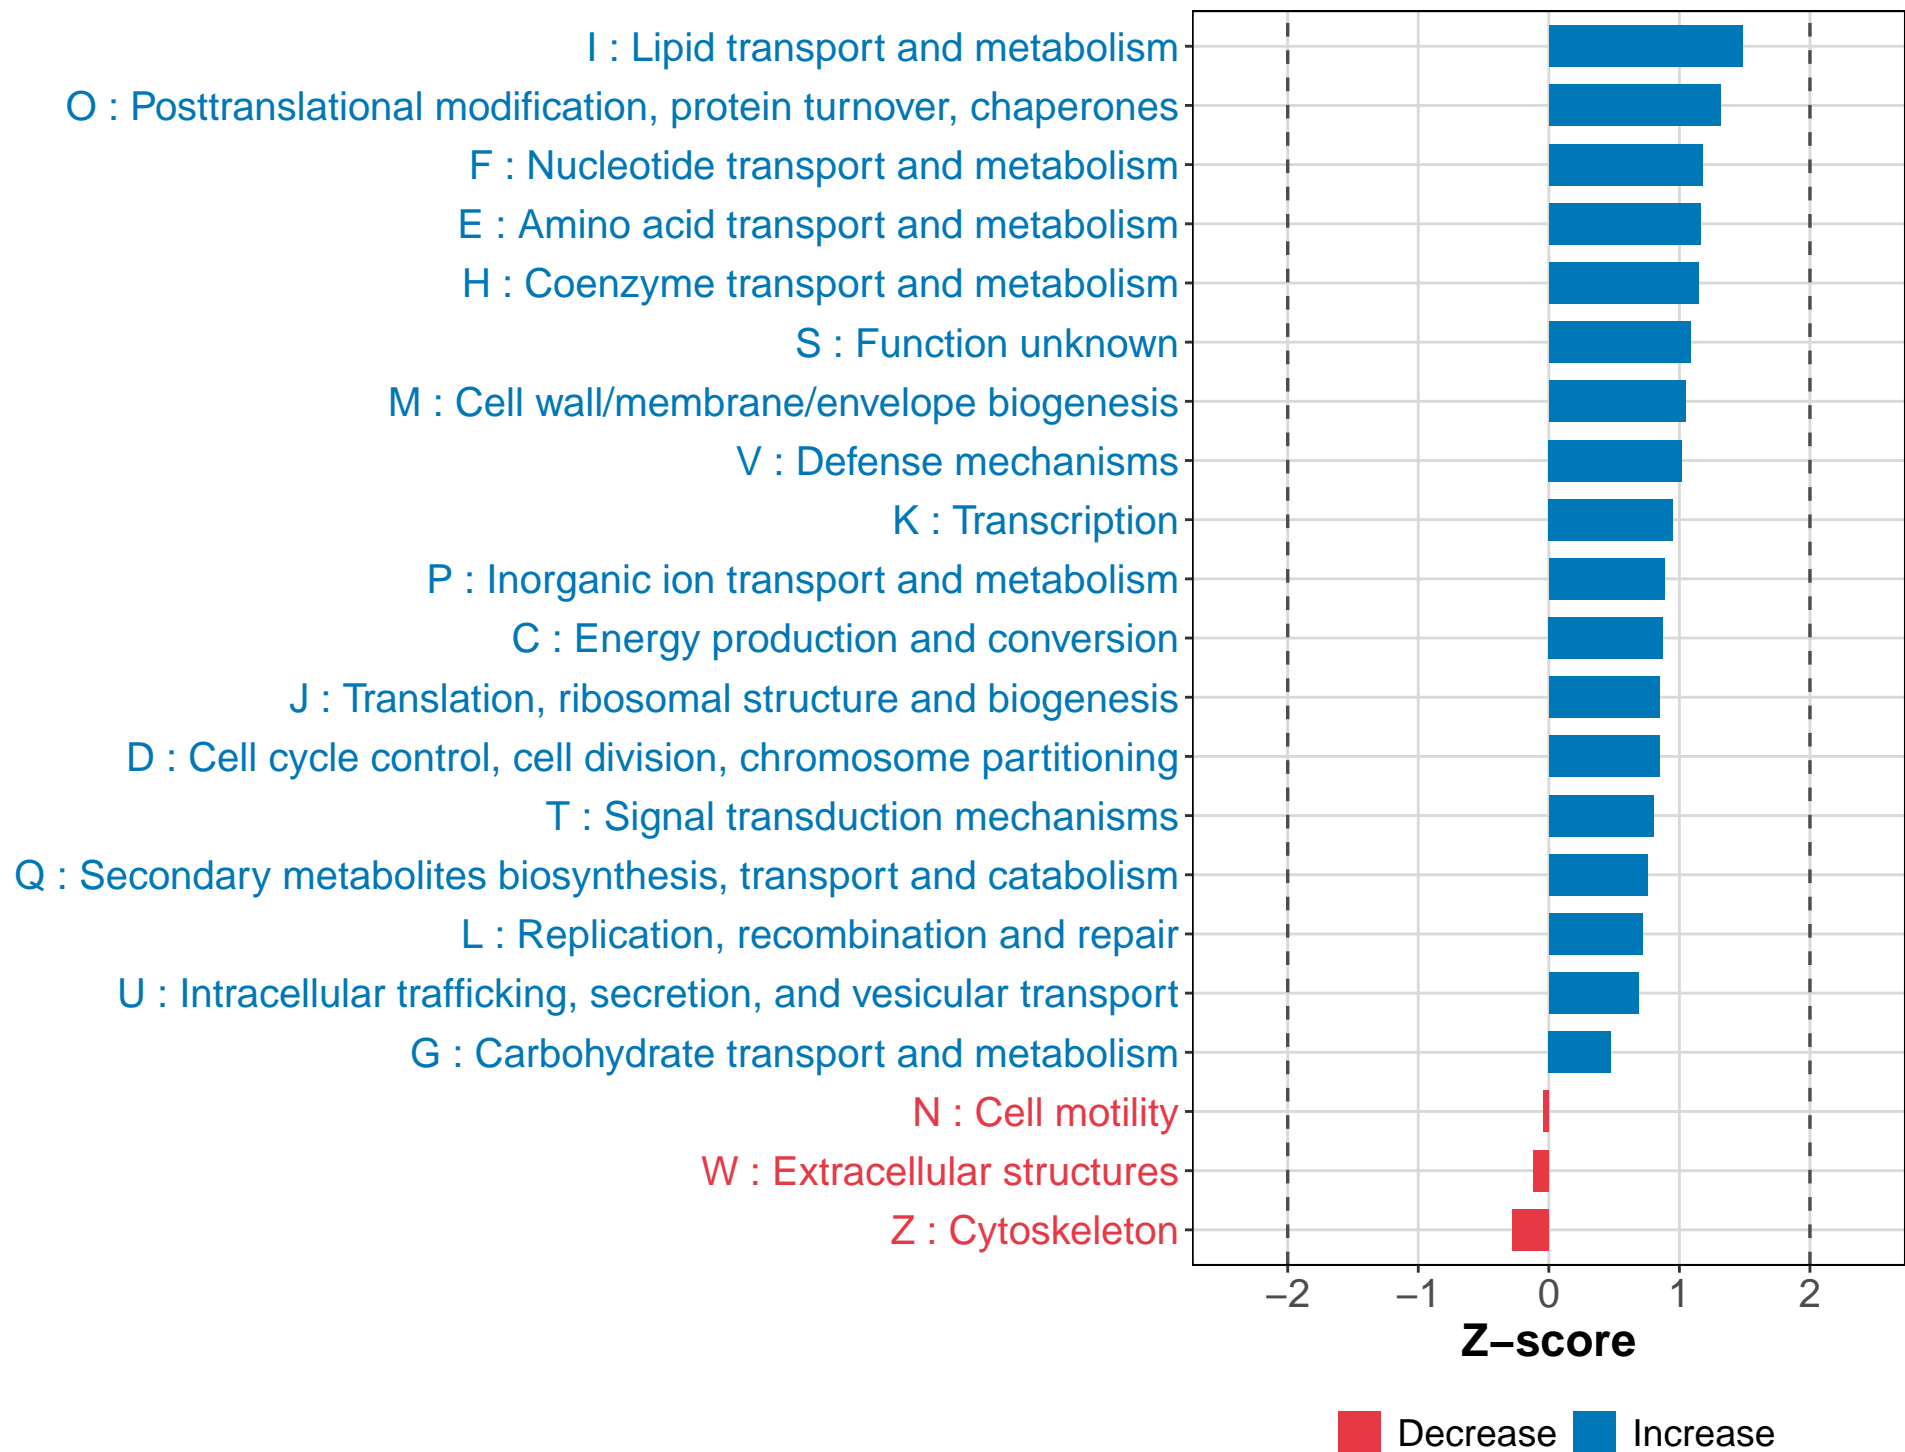 I : Lipid transport and metabolism
O : Posttranslational modification, protein turnover, chaperones
F : Nucleotide transport and metabolism
E : Amino acid transport and metabolism
H : Coenzyme transport and metabolism
S : Function unknown
M : Cell wall/membrane/envelope biogenesis
V : Defense mechanisms
K : Transcription
P : Inorganic ion transport and metabolism
C : Energy production and conversion
J : Translation, ribosomal structure and biogenesis
D : Cell cycle control, cell division, chromosome partitioning
T : Signal transduction mechanisms
Q : Secondary metabolites biosynthesis, transport and catabolism
L : Replication, recombination and repair
U : Intracellular trafficking, secretion, and vesicular transport
G : Carbohydrate transport and metabolism
N : Cell motility
W : Extracellular structures
Z : Cytoskeleton
−2 −1 0 1 2
Z−score
Decrease Increase